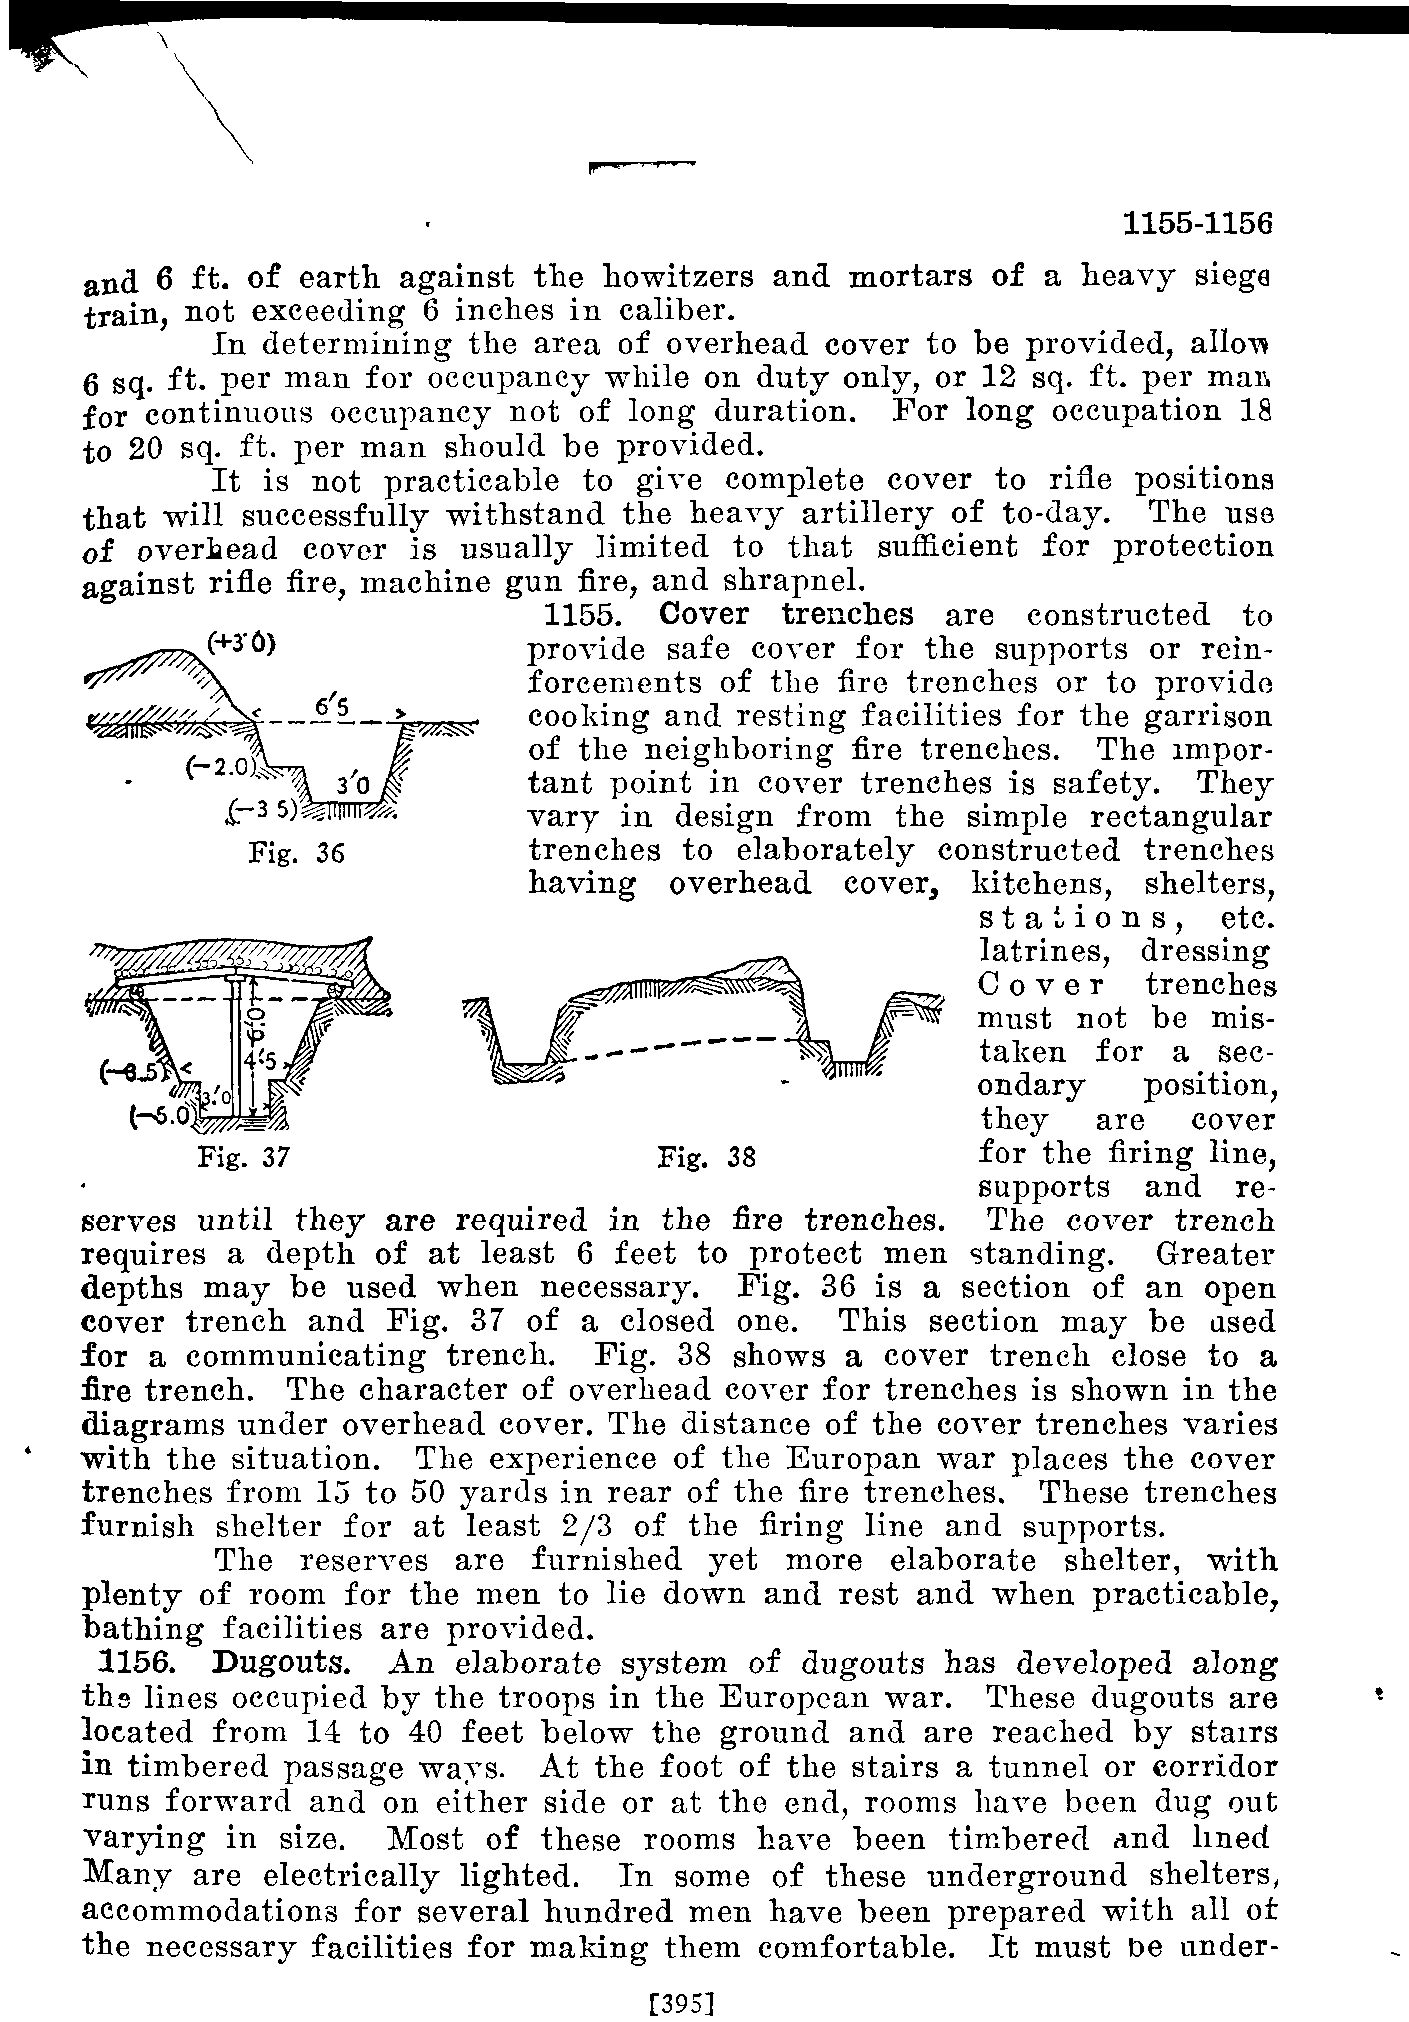 1155-1156
and 6 ft. of earth against the howitzers and mortars of a heavy siege
train, not exceeding 6 inches in caliber.
In determining the area of overhead cover to be provided, allow
6 sq. ft. per man for occupancy while on duty only, or 12 sq. ft. per man
for continuous occupancy not of long duration. For long occupation 18
to 20 sq. ft. per man should be provided.
It is not practicable to give complete cover to rifle positions
that will successfully withstand the heavy artillery of to-day. The use
of overhead cover is usually limited to that sufficient for protection
against rifle fire, machine gun fire, and shrapnel.
1155. Cover trenches are constructed to
provide safe cover for the supports or rein-
forcements of the fire trenches or to provide
cooking and resting facilities for the garrison
of the neighboring fire trenches. The impor-
tant point in cover trenches is safety. They
vary in design from the simple rectangular
trenches to elaborately constructed trenches
having overhead cover, kitchens, shelters,
(+3'0)
6'5
(-2.0)
3'0
(-3 5)
Fig. 36
stations, etc.
latrines, dressing
Cover trenches
must not be mis-
taken for a sec-
ondary position,
they are cover
for the firing line,
supports and re-
6'.0
4'.5
(-3.5)
3'.0
(-5.0)
Fig. 37
Fig. 38
serves until they are required in the fire trenches. The cover trench
requires a depth of at least 6 feet to protect men standing. Greater
depths may be used when necessary. Fig. 36 is a section of an open
cover trench and Fig. 37 of a closed one. This section may be used
for a communicating trench. Fig. 38 shows a cover trench close to a
fire trench. The character of overhead cover for trenches is shown in the
diagrams under overhead cover. The distance of the cover trenches varies
with the situation. The experience of the Europan war places the cover
trenches from 15 to 50 yards in rear of the fire trenches. These trenches
furnish shelter for at least 2/3 of the firing line and supports.
The reserves are furnished yet more elaborate shelter, with
plenty of room for the men to lie down and rest and when practicable,
bathing facilities are provided.
1156. Dugouts. An elaborate system of dugouts has developed along
the lines occupied by the troops in the European war. These dugouts are
located from 14 to 40 feet below the ground and are reached by stairs
in timbered passage ways. At the foot of the stairs a tunnel or corridor
runs forward and on either side or at the end, rooms have been dug out
varying in size. Most of these rooms have been timbered and lined
Many are electrically lighted. In some of these underground shelters,
accommodations for several hundred men have been prepared with all of
the necessary facilities for making them comfortable. It must be under-
[395]